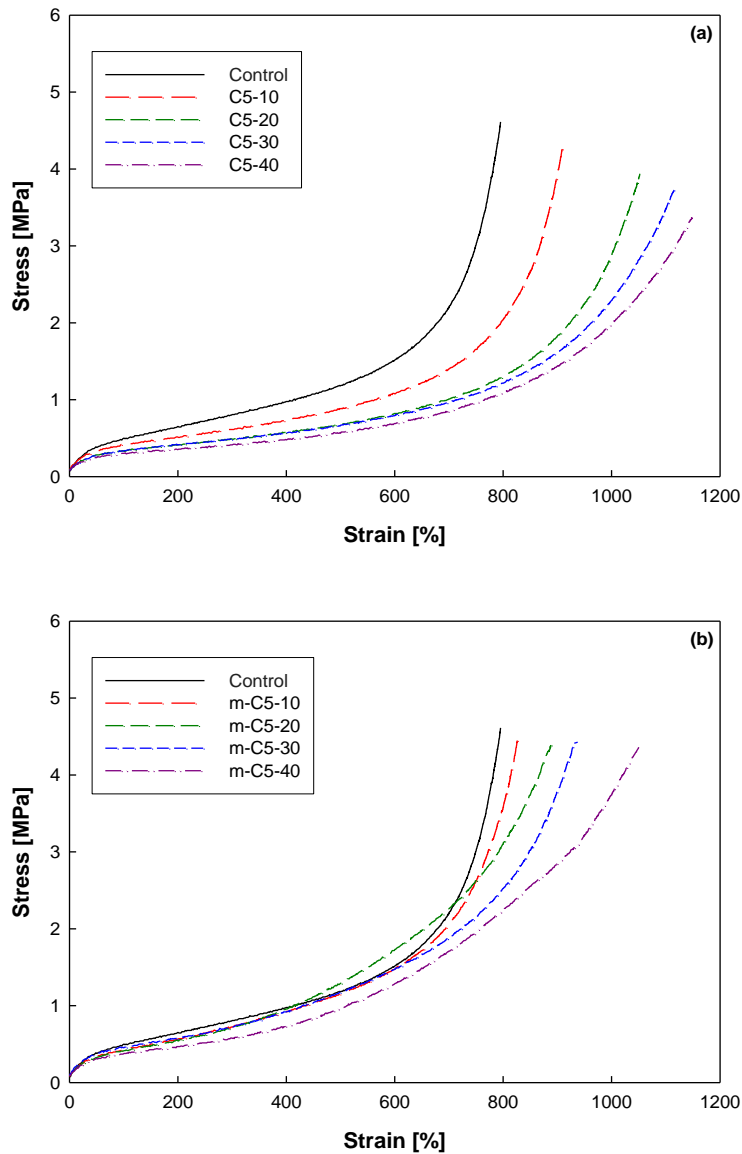 (a)
6
5
4
3
2
1
0
Stress [MPa]
Control
C5-10
C5-20
C5-30
C5-40
0 200 400 600 800 1000 1200
Strain [%]
(b)
6
5
4
3
2
1
0
Stress [MPa]
Control
m-C5-10
m-C5-20
m-C5-30
m-C5-40
0 200 400 600 800 1000 1200
Strain [%]